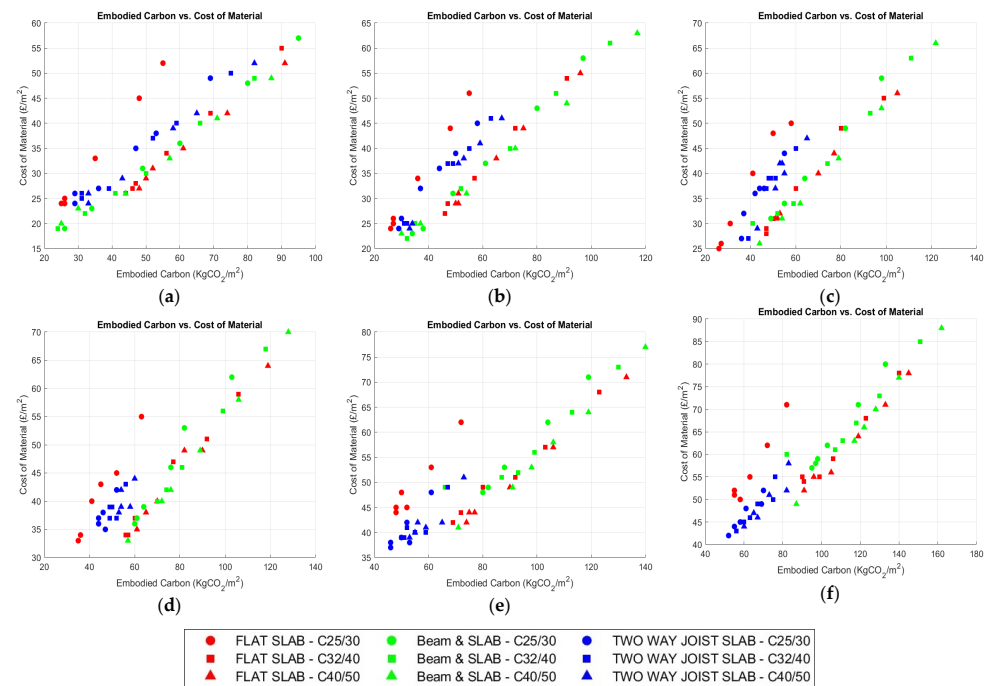 Embodied Carbon vs. Cost of Material
Embodied Carbon vs. Cost of Material
Embodied Carbon vs. Cost of Material
60
55
50
45
40
35
30
25
20
15
Cost of Material (£/m²)
20 30 40 50 60 70 80 90 100
Embodied Carbon (KgCO₂/m²)
(a)
65
60
55
50
45
40
35
30
25
20
Cost of Material (£/m²)
20 40 60 80 100 120
Embodied Carbon (KgCO₂/m²)
(b)
70
65
60
55
50
45
40
35
30
25
Cost of Material (£/m²)
20 40 60 80 100 120 140
Embodied Carbon (KgCO₂/m²)
(c)
Embodied Carbon vs. Cost of Material
Embodied Carbon vs. Cost of Material
Embodied Carbon vs. Cost of Material
70
65
60
55
50
45
40
35
30
Cost of Material (£/m²)
20 40 60 80 100 120 140
Embodied Carbon (KgCO₂/m²)
(d)
80
75
70
65
60
55
50
45
40
35
Cost of Material (£/m²)
40 60 80 100 120 140
Embodied Carbon (KgCO₂/m²)
(e)
90
85
80
75
70
65
60
55
50
45
40
Cost of Material (£/m²)
40 60 80 100 120 140 160 180
Embodied Carbon (KgCO₂/m²)
(f)
FLAT SLAB - C25/30 Beam & SLAB - C25/30 TWO WAY JOIST SLAB - C25/30
FLAT SLAB - C32/40 Beam & SLAB - C32/40 TWO WAY JOIST SLAB - C32/40
FLAT SLAB - C40/50 Beam & SLAB - C40/50 TWO WAY JOIST SLAB - C40/50